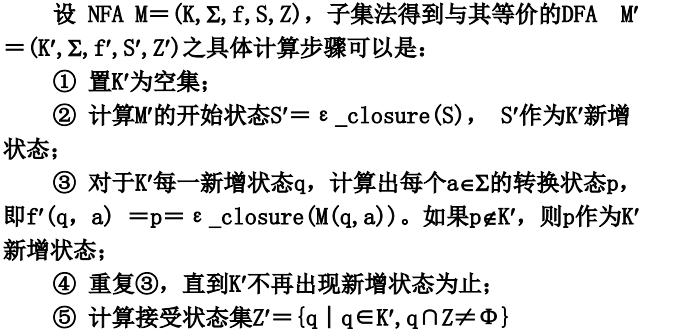 设 NFA M＝(K,Σ,f,S,Z)，子集法得到与其等价的DFA M′
＝(K′,Σ,f′,S′,Z′)之具体计算步骤可以是：
① 置K′为空集；
② 计算M′的开始状态S′＝ε_closure(S)， S′作为K′新增
状态；
③ 对于K′每一新增状态q，计算出每个a∈Σ的转换状态p，
即f′(q，a) ＝p＝ε_closure(M(q,a))。如果p∉K′，则p作为K′
新增状态；
④ 重复③，直到K′不再出现新增状态为止；
⑤ 计算接受状态集Z′＝{q｜q∈K′,q∩Z≠Φ}